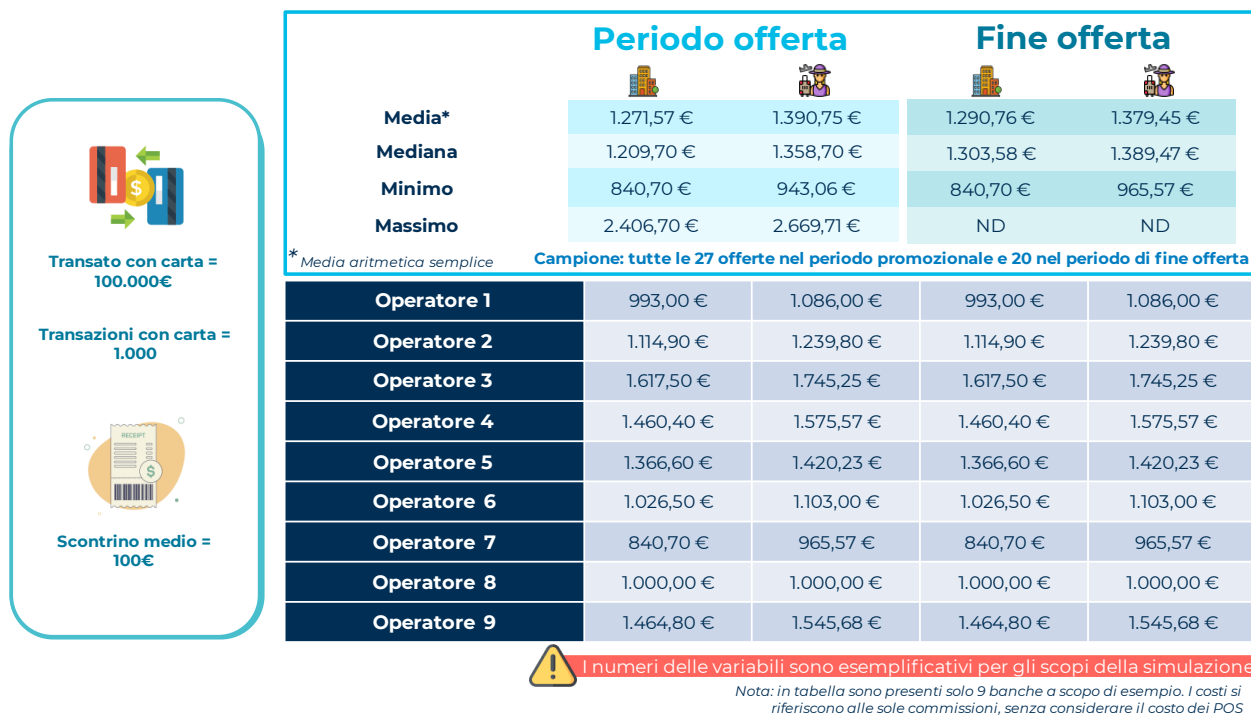 Periodo offerta Fine offerta
Media* 1.271,57 € 1.390,75 € 1.290,76 € 1.379,45 €
Mediana 1.209,70 € 1.358,70 € 1.303,58 € 1.389,47 €
Minimo 840,70 € 943,06 € 840,70 € 965,57 €
Massimo 2.406,70 € 2.669,71 € ND ND
* Media aritmetica semplice Campione: tutte le 27 offerte nel periodo promozionale e 20 nel periodo di fine offerta
Transato con carta =
100.000€
Transazioni con carta =
1.000
RECEIPT
Scontrino medio =
100€
Operatore 1 993,00 € 1.086,00 € 993,00 € 1.086,00 €
Operatore 2 1.114,90 € 1.239,80 € 1.114,90 € 1.239,80 €
Operatore 3 1.617,50 € 1.745,25 € 1.617,50 € 1.745,25 €
Operatore 4 1.460,40 € 1.575,57 € 1.460,40 € 1.575,57 €
Operatore 5 1.366,60 € 1.420,23 € 1.366,60 € 1.420,23 €
Operatore 6 1.026,50 € 1.103,00 € 1.026,50 € 1.103,00 €
Operatore 7 840,70 € 965,57 € 840,70 € 965,57 €
Operatore 8 1.000,00 € 1.000,00 € 1.000,00 € 1.000,00 €
Operatore 9 1.464,80 € 1.545,68 € 1.464,80 € 1.545,68 €
I numeri delle variabili sono esemplificativi per gli scopi della simulazione
Nota: in tabella sono presenti solo 9 banche a scopo di esempio. I costi si
riferiscono alle sole commissioni, senza considerare il costo dei POS